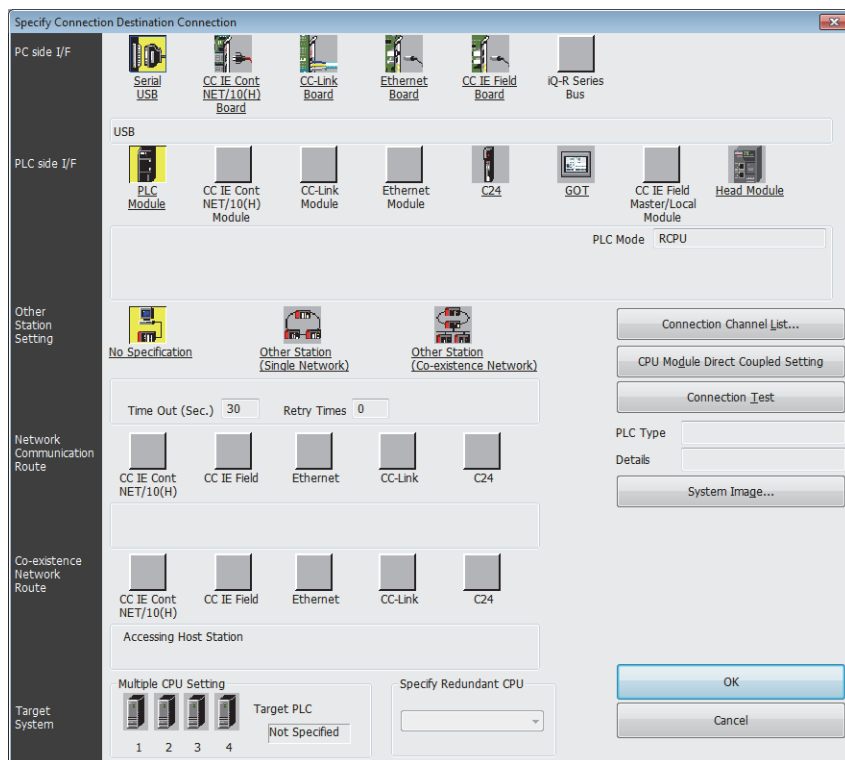 Specify Connection Destination Connection
PC side I/F
Serial
USB
CC IE Cont
NET/10(H)
Board
CC-Link
Board
Ethernet
Board
CC IE Field
Board
iQ-R Series
Bus
USB
PLC side I/F
PLC
Module
CC IE Cont
NET/10(H)
Module
CC-Link
Module
Ethernet
Module
C24
GOT
CC IE Field
Master/Local
Module
Head Module
PLC Mode RCPU
Other
Station
Setting
No Specification
Other Station
(Single Network)
Other Station
(Co-existence Network)
Time Out (Sec.) 30 Retry Times 0
Connection Channel List...
CPU Module Direct Coupled Setting
Connection Test
PLC Type
Details
System Image...
Network
Communication
Route
CC IE Cont
NET/10(H)
CC IE Field
Ethernet
CC-Link
C24
Co-existence
Network
Route
CC IE Cont
NET/10(H)
CC IE Field
Ethernet
CC-Link
C24
Accessing Host Station
Target
System
Multiple CPU Setting
1 2 3 4
Target PLC
Not Specified
Specify Redundant CPU
OK
Cancel